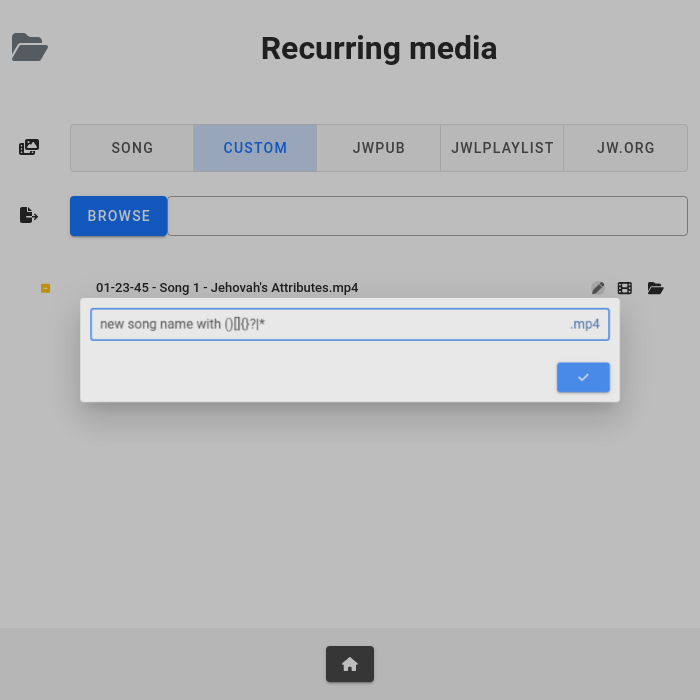 Recurring media
SONG CUSTOM JWPUB JWLPLAYLIST JW.ORG
BROWSE
01-23-45 - Song 1 - Jehovah's Attributes.mp4
new song name with ()[]{}?|* .mp4